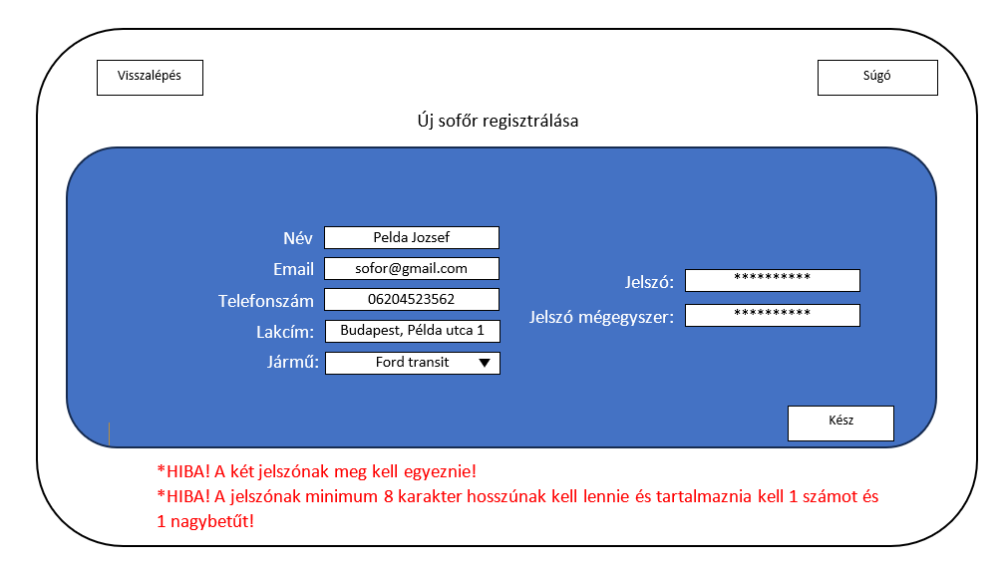 Visszalépés
Súgó
Új sofőr regisztrálása
Név
Pelda Jozsef
Email
sofor@gmail.com
Telefonszám
06204523562
Lakcím:
Budapest, Példa utca 1
Jármű:
Ford transit
Jelszó:
**********
Jelszó mégegyszer:
**********
Kész
*HIBA! A két jelszónak meg kell egyeznie!
*HIBA! A jelszónak minimum 8 karakter hosszúnak kell lennie és tartalmaznia kell 1 számot és
1 nagybetűt!